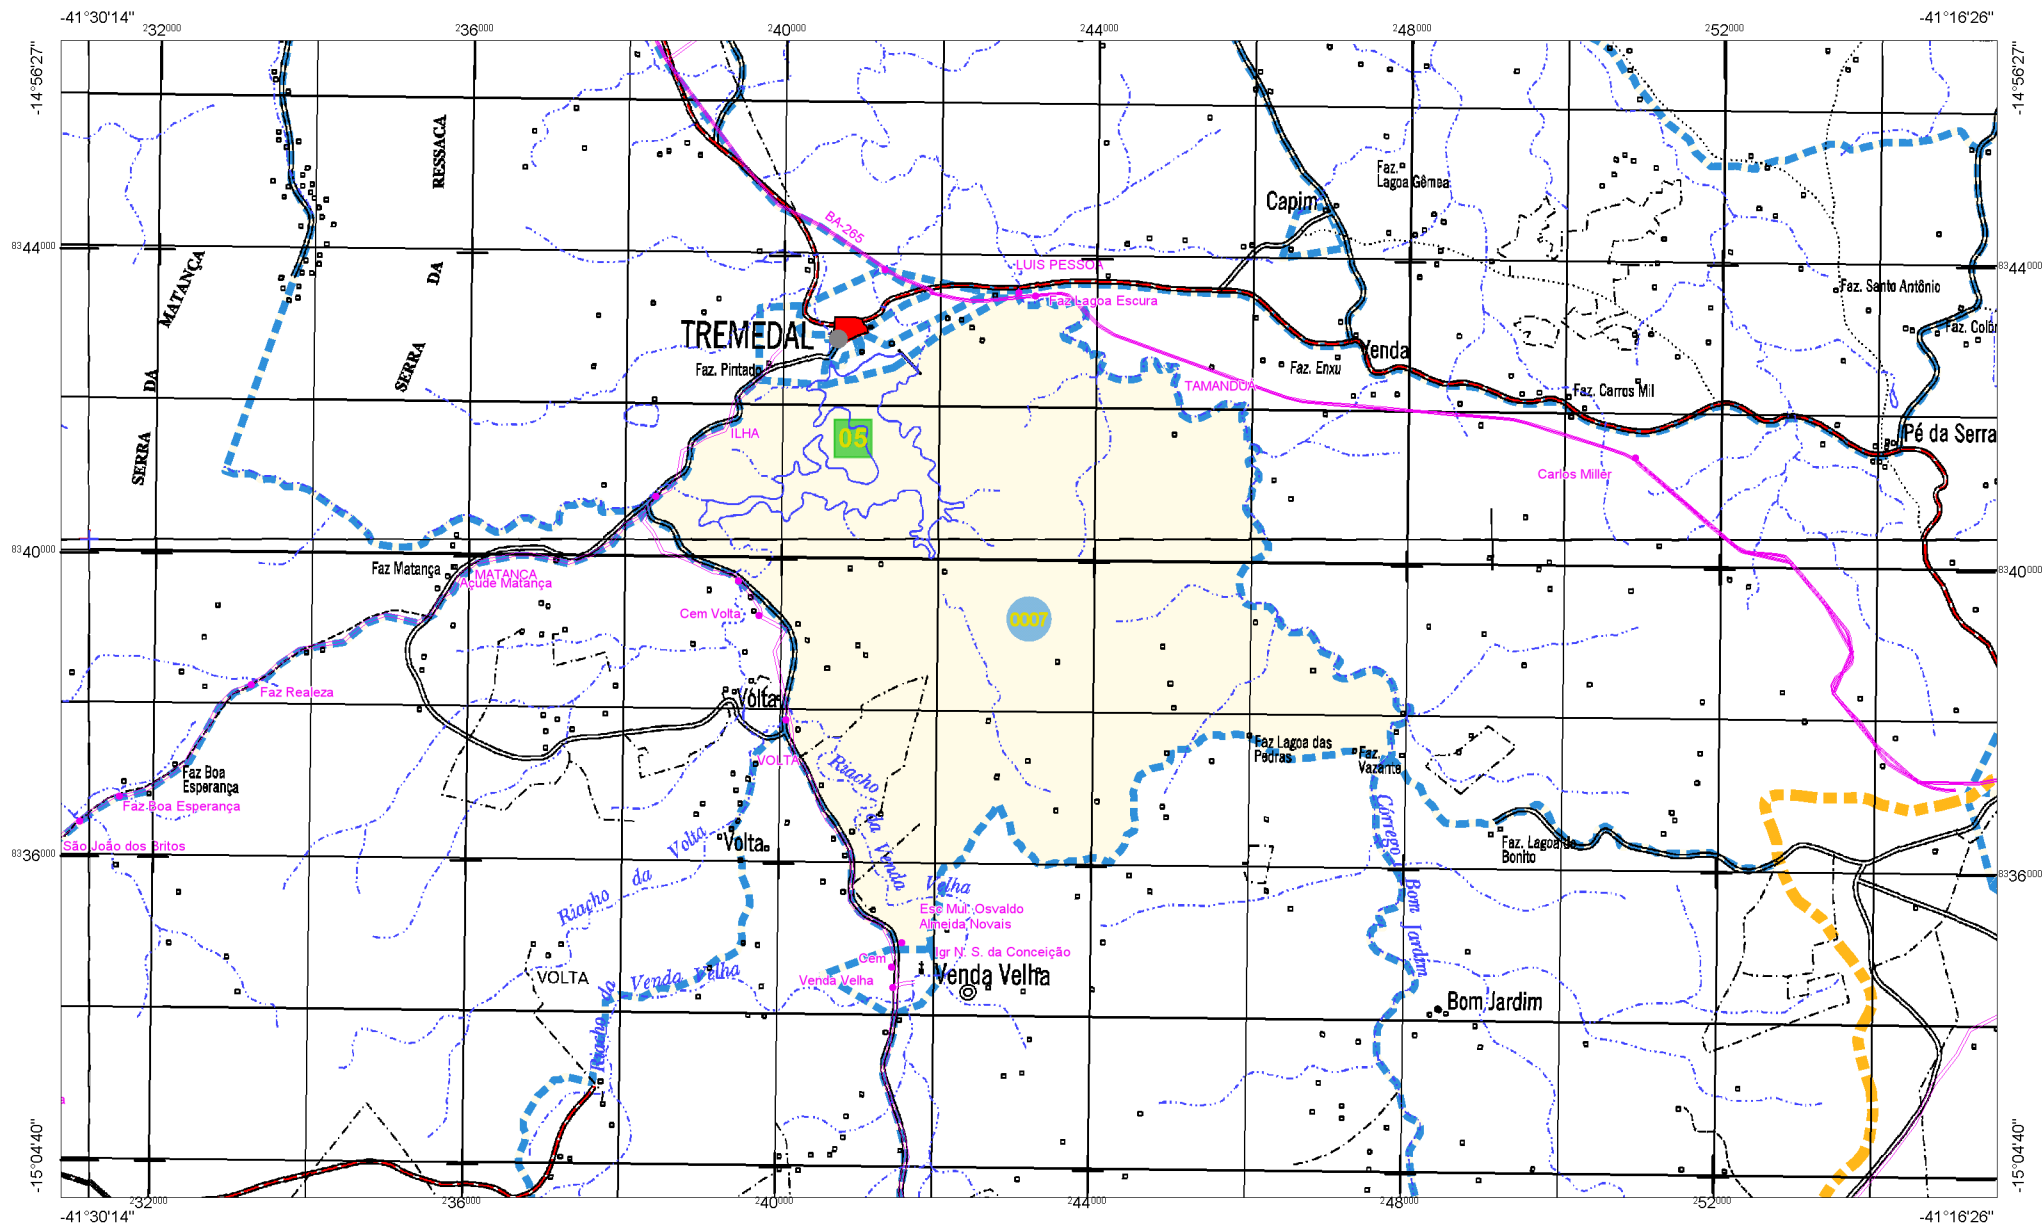 -41°30'14"
232000
236000
240000
244000
248000
252000
-41°16'26"
-14°56'27"
-14°56'27"
RESSACA
DA
SERRA
MATANÇA
DA
SERRA
8344000
8344000
BA-265
LUIS PESSOA
Faz Lagoa Escura
Capim
Faz.
Lagoa Gêmea
Faz. Santo Antônio
TREMEDAL
Faz. Pintado
Venda
Faz. Enxu
TAMANDUA
Faz. Carros Mil
Pé da Serra
ILHA
05
Carlos Miller
8340000
8340000
Faz Matança
MATANCA
Açude Matança
Cem Volta
0007
Faz Realeza
Volta
VOLTA
Faz Lagoa das
Pedras
Faz.
Vazante
Faz Boa
Esperança
Faz Boa Esperança
São João dos Britos
Riacho
da
Venda
Velha
Volta
Volta
Riacho
da
Córrego
Bom
Jardim
Faz. Lagoa do
Bonito
8336000
8336000
Esc Mul. Osvaldo
Almeida Novais
Igr N. S. da Conceição
Cem
Venda Velha
Venda Velha
VOLTA
Riacho
da
Venda
Velha
Bom Jardim
-15°04'40"
-15°04'40"
232000
236000
240000
244000
248000
252000
-41°30'14"
-41°16'26"